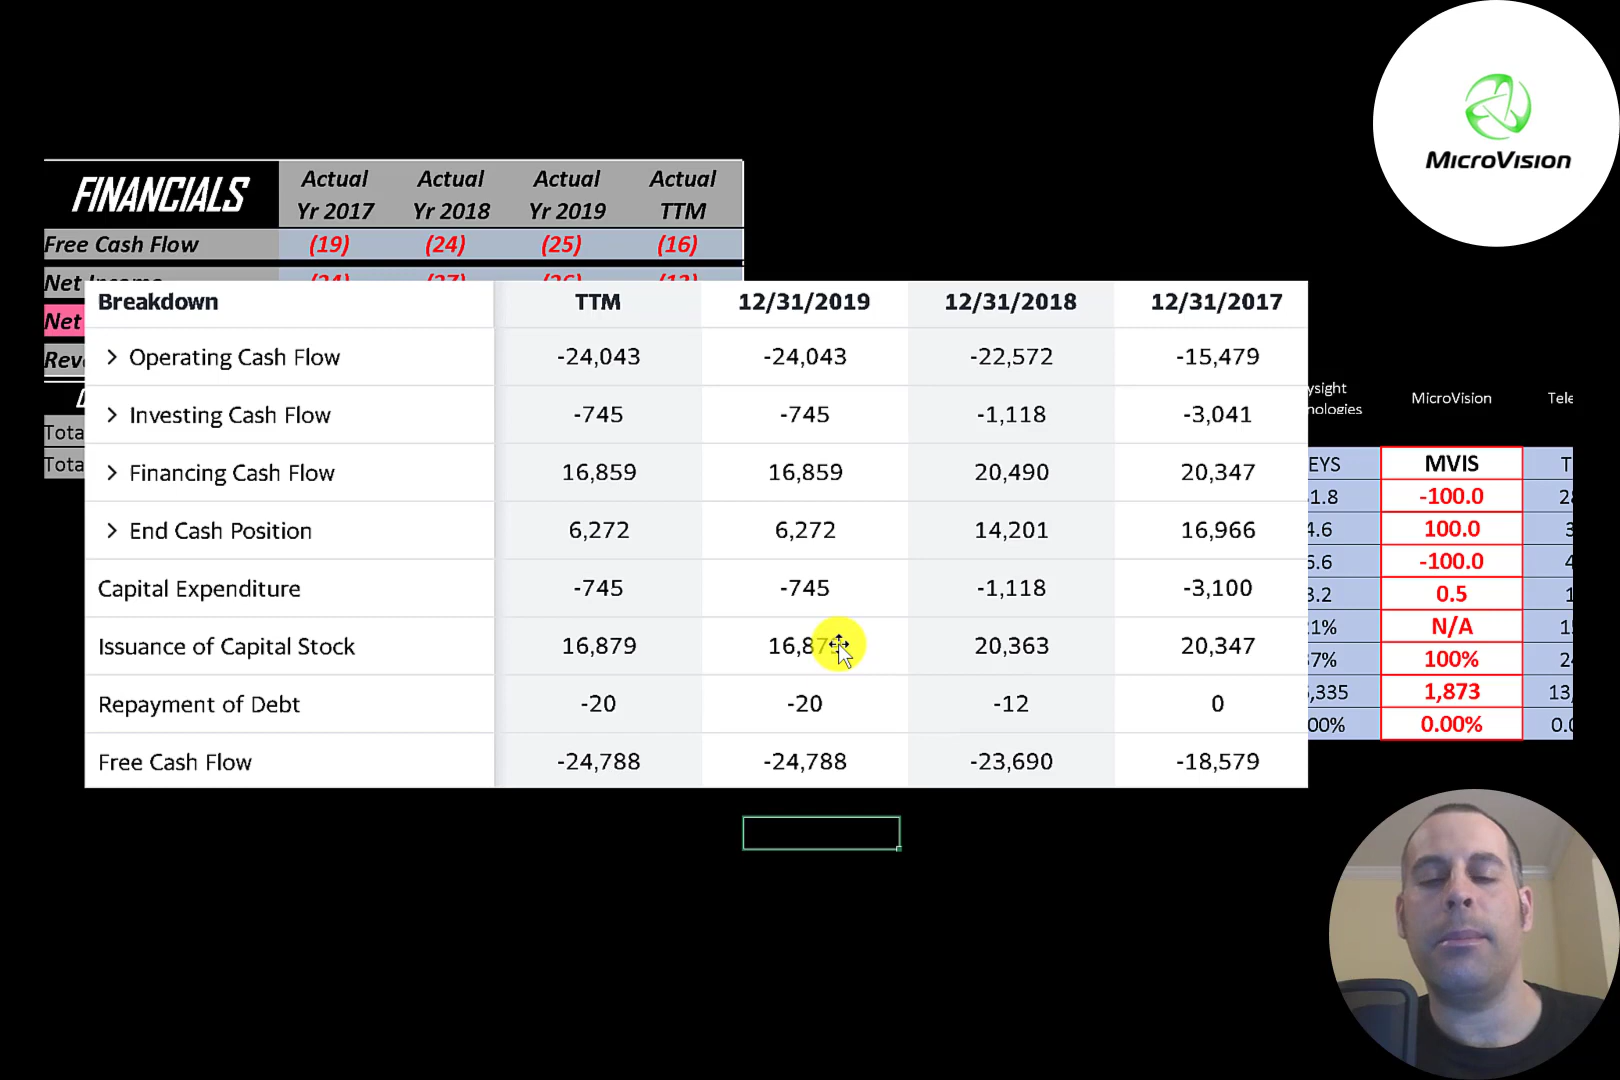 MicroVision
FINANCIALS
Actual Yr 2017
Actual Yr 2018
Actual Yr 2019
Actual TTM
Free Cash Flow (19) (24) (25) (16)
Net
Net
Breakdown TTM 12/31/2019 12/31/2018 12/31/2017
Operating Cash Flow -24,043 -24,043 -22,572 -15,479
Investing Cash Flow -745 -745 -1,118 -3,041
Financing Cash Flow 16,859 16,859 20,490 20,347
End Cash Position 6,272 6,272 14,201 16,966
Capital Expenditure -745 -745 -1,118 -3,100
Issuance of Capital Stock 16,879 16,87 20,363 20,347
Repayment of Debt -20 -20 -12 0
Free Cash Flow -24,788 -24,788 -23,690 -18,579
MicroVision
MVIS
-100.0
100.0
-100.0
0.5
N/A
100%
1,873
0.00%